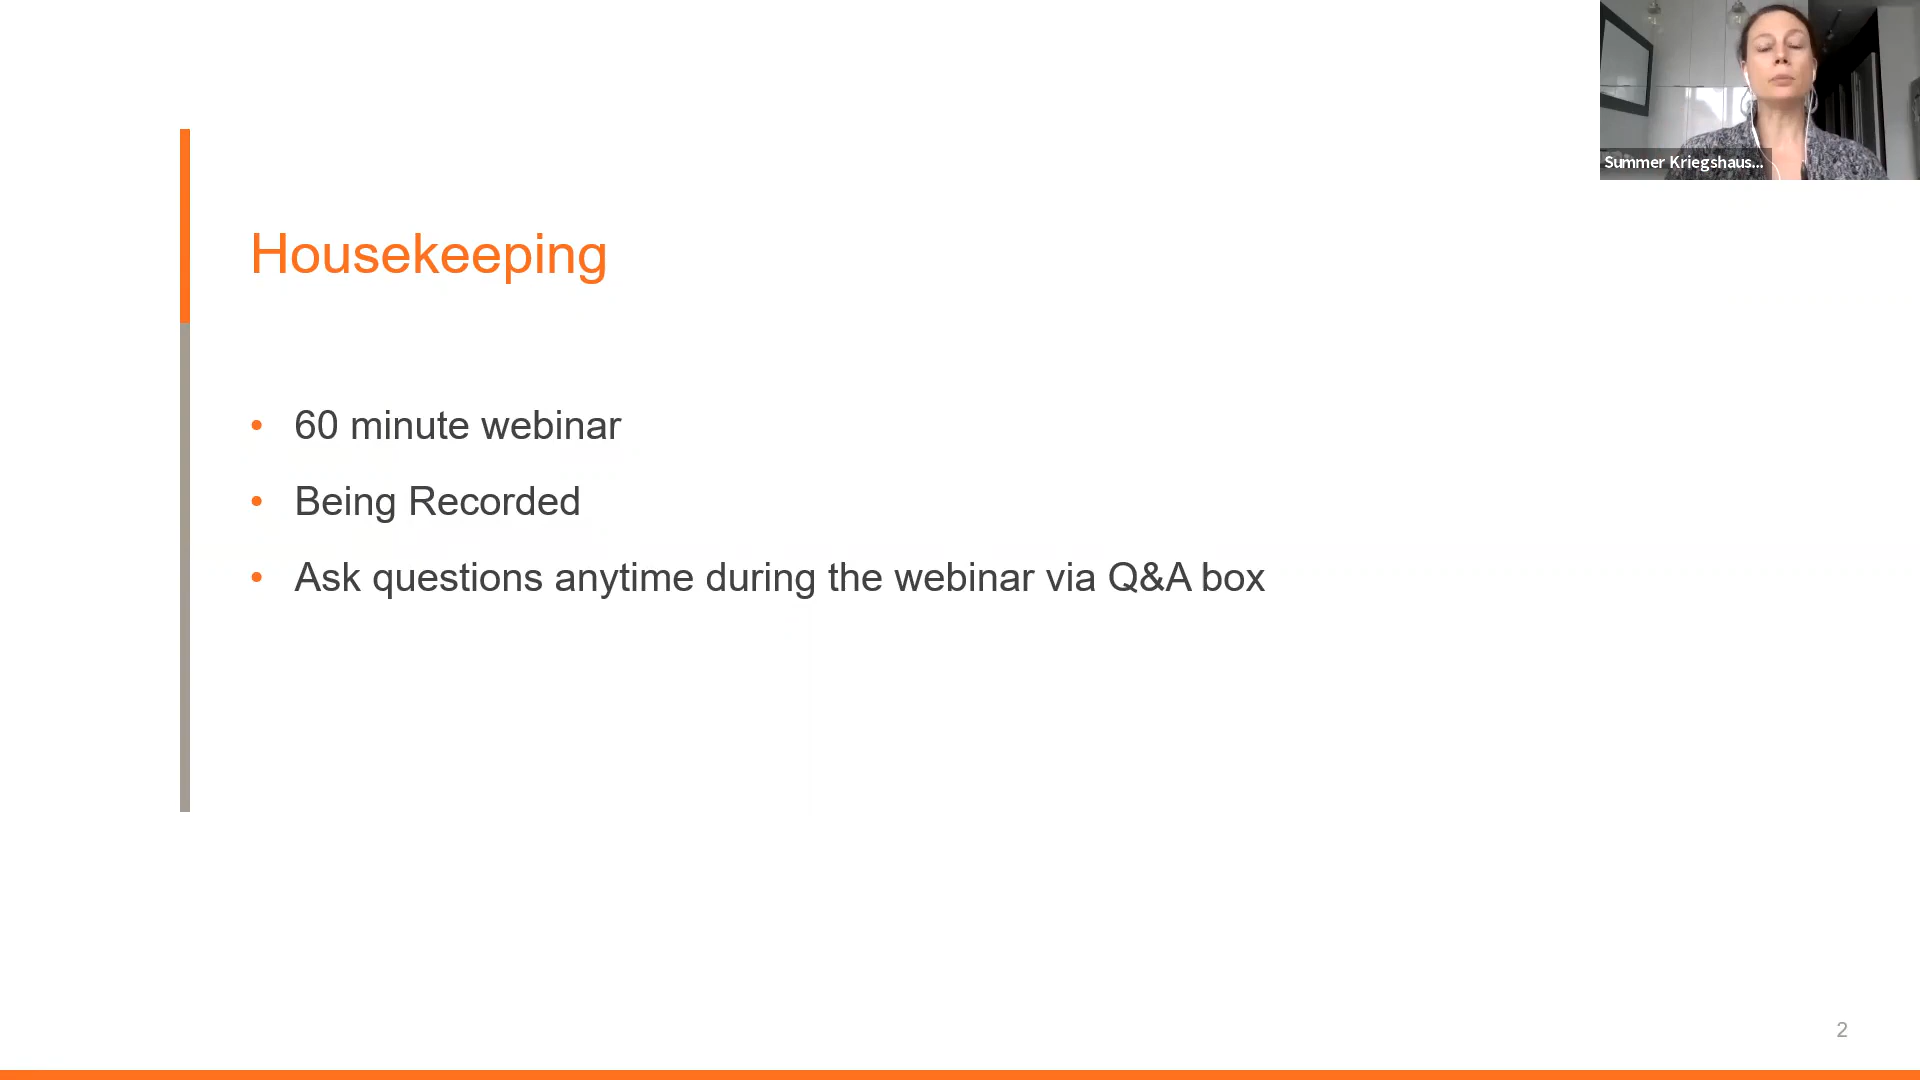 Summer Kriegshaus...
Housekeeping
• 60 minute webinar
• Being Recorded
• Ask questions anytime during the webinar via Q&A box
2